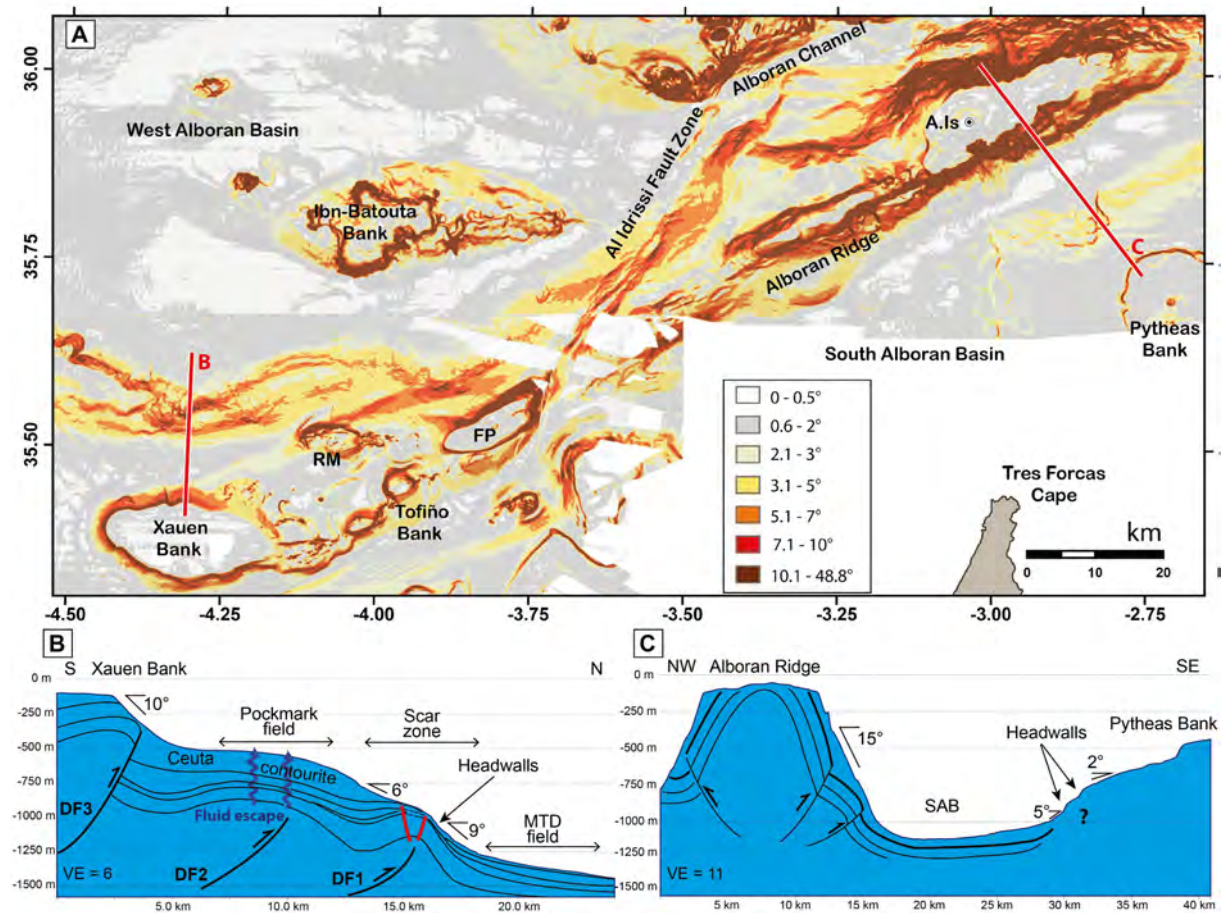 A
36.00
35.75
35.50
West Alboran Basin
Ibn-Batouta
Bank
Al Idrissi Fault Zone
Alboran Channel
A.Is
Alboran Ridge
C
Pytheas
Bank
South Alboran Basin
B
RM
FP
Tofiño
Bank
Xauen
Bank
0 - 0.5°
0.6 - 2°
2.1 - 3°
3.1 - 5°
5.1 - 7°
7.1 - 10°
10.1 - 48.8°
Tres Forcas
Cape
km
0 10 20
-4.50 -4.25 -4.00 -3.75 -3.50 -3.25 -3.00 -2.75
B
S Xauen Bank N
0 m
-250 m
-500 m
-750 m
-1000 m
-1250 m
-1500 m
10°
Pockmark
field
Scar
zone
Headwalls
Ceuta
contourite
6°
Fluid escape
9°
MTD
field
DF3
DF2
DF1
VE = 6
5.0 km 10.0 km 15.0 km 20.0 km
C
NW Alboran Ridge SE
0 m
-250 m
-500 m
-750 m
-1000 m
-1250 m
-1500 m
15°
Headwalls
Pytheas Bank
2°
SAB
5°
?
VE = 11
5 km 10 km 15 km 20 km 25 km 30 km 35 km 40 km